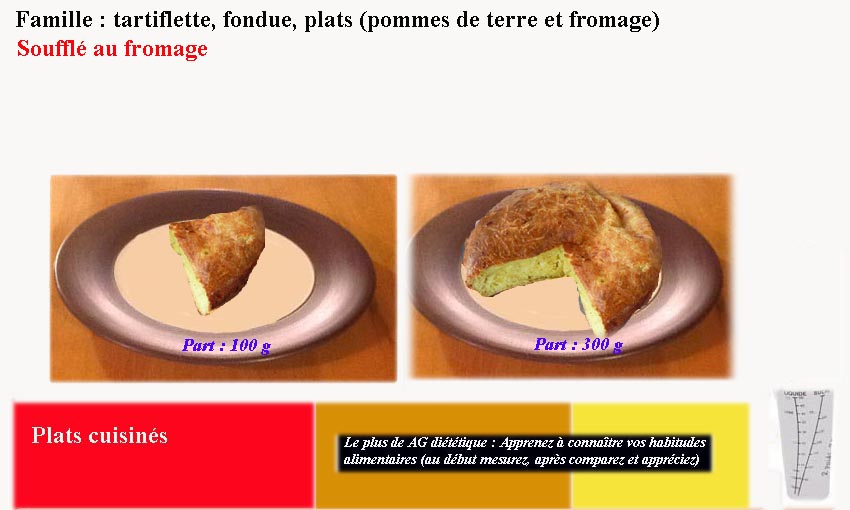 Famille : tartiflette, fondue, plats (pommes de terre et fromage)
Soufflé au fromage
Part : 100 g
Part : 300 g
Plats cuisinés
Le plus de AG diététique : Apprenez à connaître vos habitudes
alimentaires (au début mesurez, après comparez et appréciez)
LIQUIDE